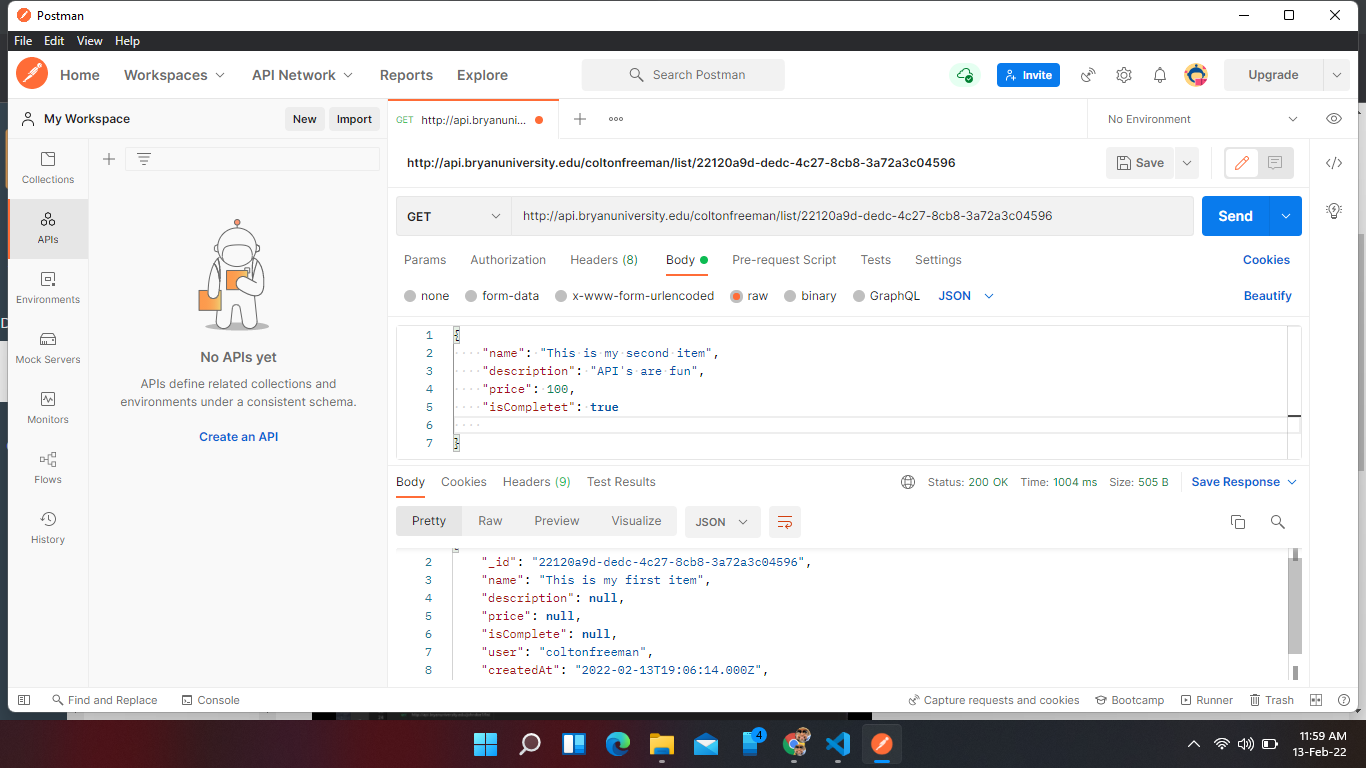 Postman
File Edit View Help
Home Workspaces API Network Reports Explore Search Postman Invite Upgrade
My Workspace New Import GET http://api.bryanuni... No Environment
http://api.bryanuniversity.edu/coltonfreeman/list/22120a9d-dedc-4c27-8cb8-3a72a3c04596 Save
GET http://api.bryanuniversity.edu/coltonfreeman/list/22120a9d-dedc-4c27-8cb8-3a72a3c04596 Send
Collections
APIs
Environments
Mock Servers
Monitors
Flows
History
No APIs yet
APIs define related collections and
environments under a consistent schema.
Create an API
Params Authorization Headers (8) Body Pre-request Script Tests Settings Cookies
none form-data x-www-form-urlencoded raw binary GraphQL JSON Beautify
1 {
2 "name": "This is my second item",
3 "description": "API's are fun",
4 "price": 100,
5 "isCompletet": true
6
7 }
Body Cookies Headers (9) Test Results Status: 200 OK Time: 1004 ms Size: 505 B Save Response
Pretty Raw Preview Visualize JSON
2 "_id": "22120a9d-dedc-4c27-8cb8-3a72a3c04596",
3 "name": "This is my first item",
4 "description": null,
5 "price": null,
6 "isComplete": null,
7 "user": "coltonfreeman",
8 "createdAt": "2022-02-13T19:06:14.000Z",
Find and Replace Console Capture requests and cookies Bootcamp Runner Trash
4
11:59 AM
13-Feb-22